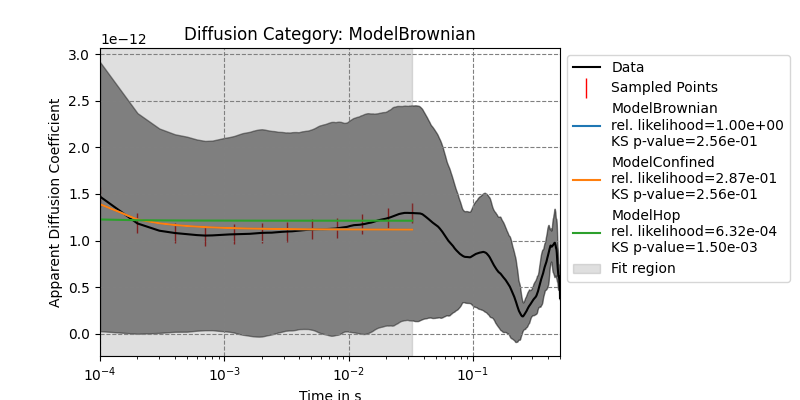 Diffusion Category: ModelBrownian
1e−12
3.0
2.5
2.0
1.5
1.0
0.5
0.0
Apparent Diffusion Coefficient
10⁻⁴
10⁻³
10⁻²
10⁻¹
Time in s
Data
Sampled Points
ModelBrownian
rel. likelihood=1.00e+00
KS p-value=2.56e-01
ModelConfined
rel. likelihood=2.87e-01
KS p-value=2.56e-01
ModelHop
rel. likelihood=6.32e-04
KS p-value=1.50e-03
Fit region